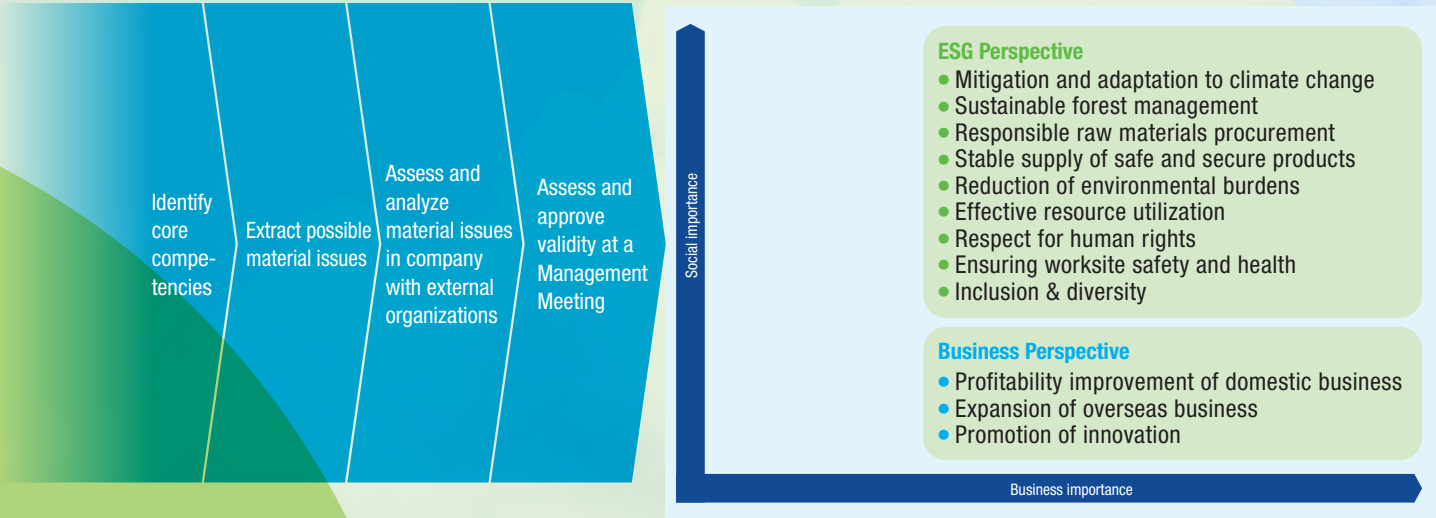 Identify
core
compe-
tencies
Extract possible
material issues
Assess and
analyze
material issues
in company
with external
organizations
Assess and
approve
validity at a
Management
Meeting
Social importance
ESG Perspective
● Mitigation and adaptation to climate change
● Sustainable forest management
● Responsible raw materials procurement
● Stable supply of safe and secure products
● Reduction of environmental burdens
● Effective resource utilization
● Respect for human rights
● Ensuring worksite safety and health
● Inclusion & diversity
Business Perspective
● Profitability improvement of domestic business
● Expansion of overseas business
● Promotion of innovation
Business importance